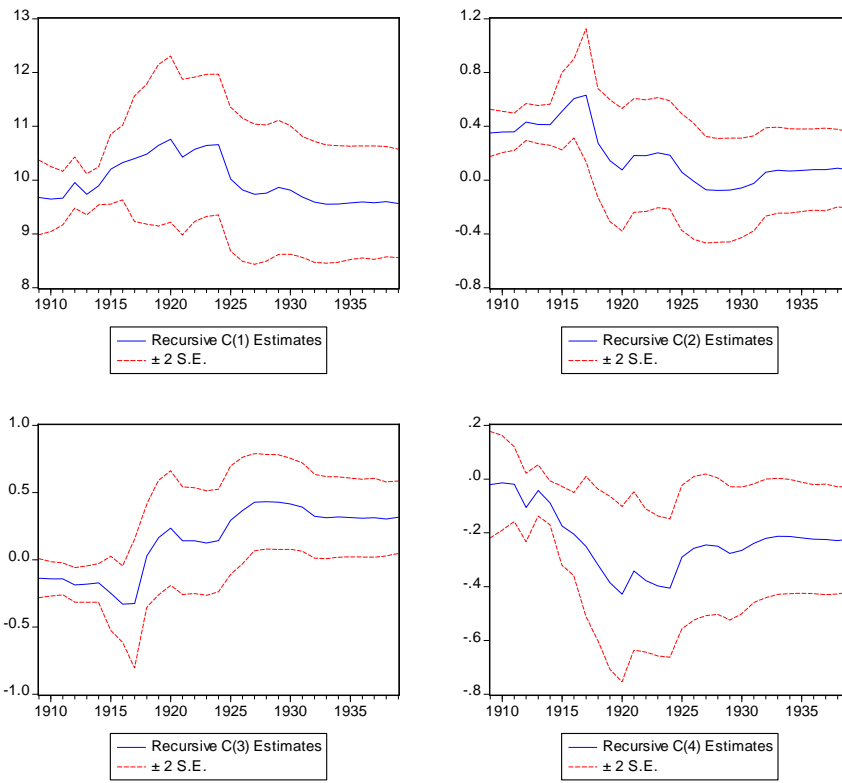 13
12
11
10
9
8
1910 1915 1920 1925 1930 1935
Recursive C(1) Estimates
± 2 S.E.
1.2
0.8
0.4
0.0
-0.4
-0.8
1910 1915 1920 1925 1930 1935
Recursive C(2) Estimates
± 2 S.E.
1.0
0.5
0.0
-0.5
-1.0
1910 1915 1920 1925 1930 1935
Recursive C(3) Estimates
± 2 S.E.
.2
.0
-.2
-.4
-.6
-.8
1910 1915 1920 1925 1930 1935
Recursive C(4) Estimates
± 2 S.E.